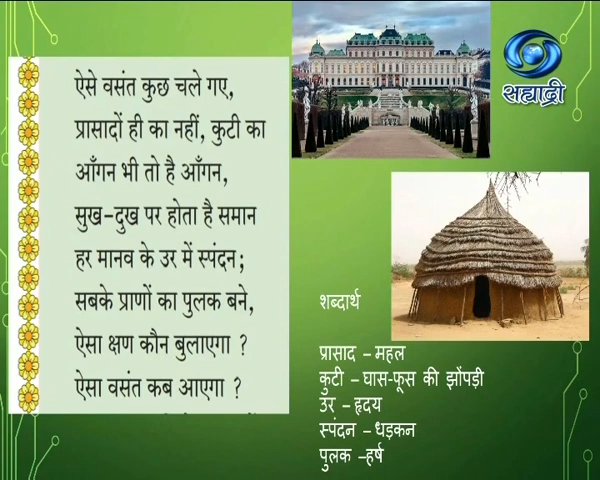 ऐसे वसंत कुछ चले गए,
प्रासादों ही का नहीं, कुटी का
आँगन भी तो है आँगन,
सुख-दुख पर होता है समान
हर मानव के उर में स्पंदन;
सबके प्राणों का पुलक बने,
ऐसा क्षण कौन बुलाएगा ?
ऐसा वसंत कब आएगा ?
सह्याद्री
शब्दार्थ
प्रासाद – महल
कुटी – घास-फूस की झोंपड़ी
उर – हृदय
स्पंदन – धड़कन
पुलक –हर्ष